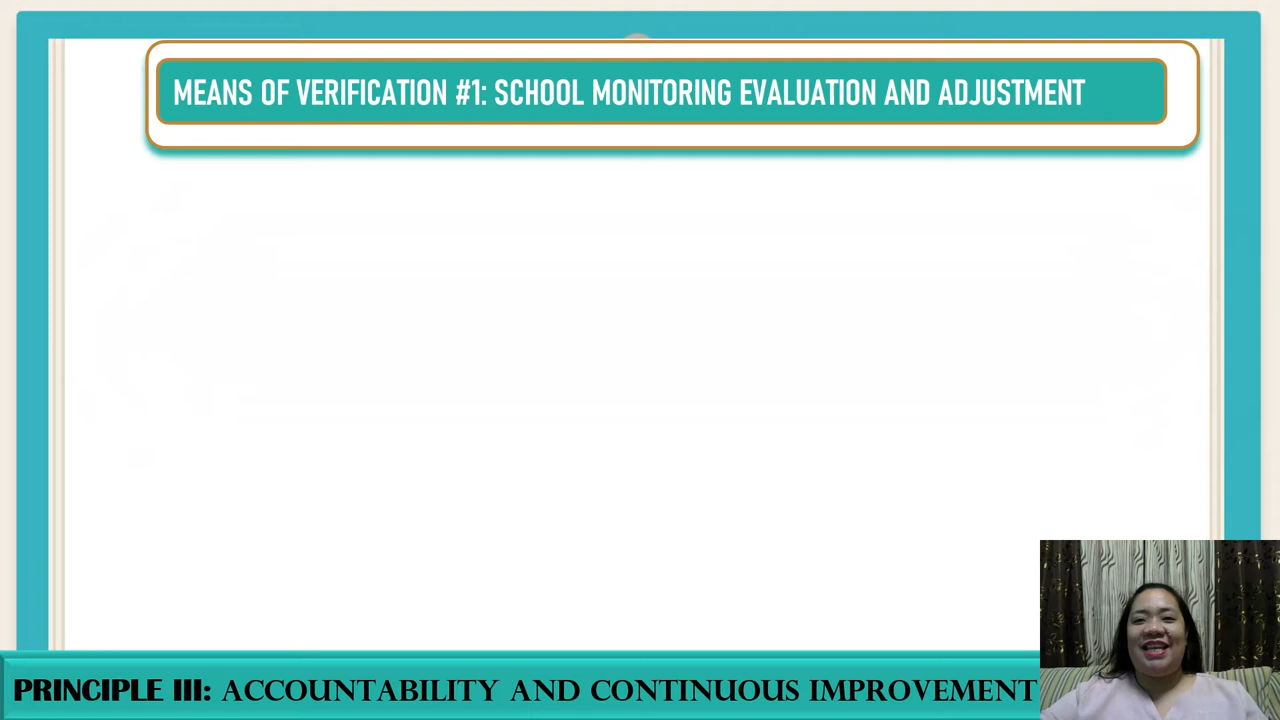 MEANS OF VERIFICATION #1: SCHOOL MONITORING EVALUATION AND ADJUSTMENT
PRINCIPLE III: ACCOUNTABILITY AND CONTINUOUS IMPROVEMENT